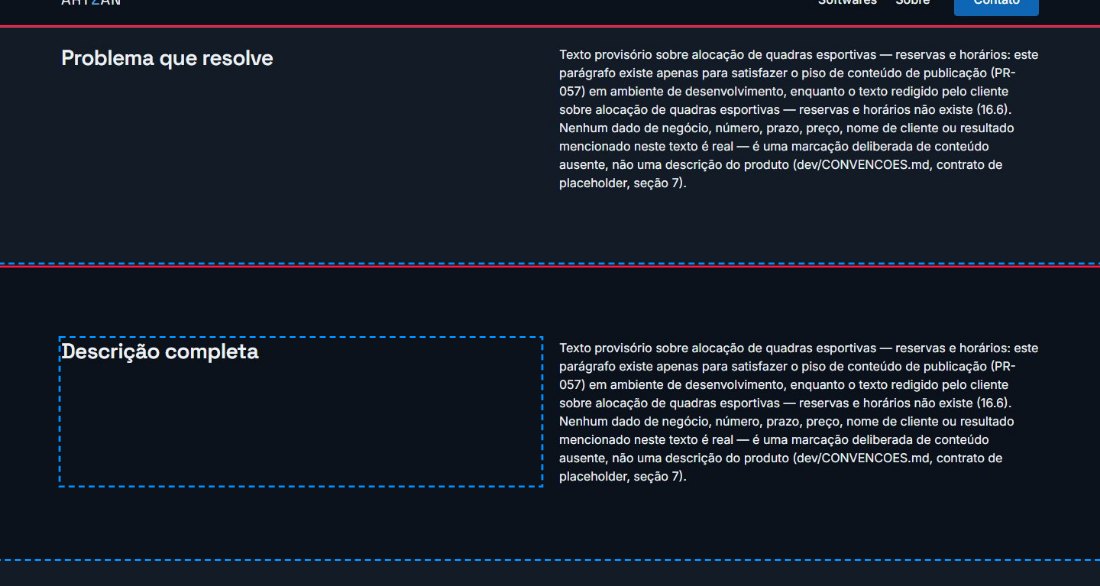 ARTZAN
Softwares Sobre Contato
Problema que resolve
Texto provisório sobre alocação de quadras esportivas — reservas e horários: este
parágrafo existe apenas para satisfazer o piso de conteúdo de publicação (PR-
057) em ambiente de desenvolvimento, enquanto o texto redigido pelo cliente
sobre alocação de quadras esportivas — reservas e horários não existe (16.6).
Nenhum dado de negócio, número, prazo, preço, nome de cliente ou resultado
mencionado neste texto é real — é uma marcação deliberada de conteúdo
ausente, não uma descrição do produto (dev/CONVENCOES.md, contrato de
placeholder, seção 7).
Descrição completa
Texto provisório sobre alocação de quadras esportivas — reservas e horários: este
parágrafo existe apenas para satisfazer o piso de conteúdo de publicação (PR-
057) em ambiente de desenvolvimento, enquanto o texto redigido pelo cliente
sobre alocação de quadras esportivas — reservas e horários não existe (16.6).
Nenhum dado de negócio, número, prazo, preço, nome de cliente ou resultado
mencionado neste texto é real — é uma marcação deliberada de conteúdo
ausente, não uma descrição do produto (dev/CONVENCOES.md, contrato de
placeholder, seção 7).